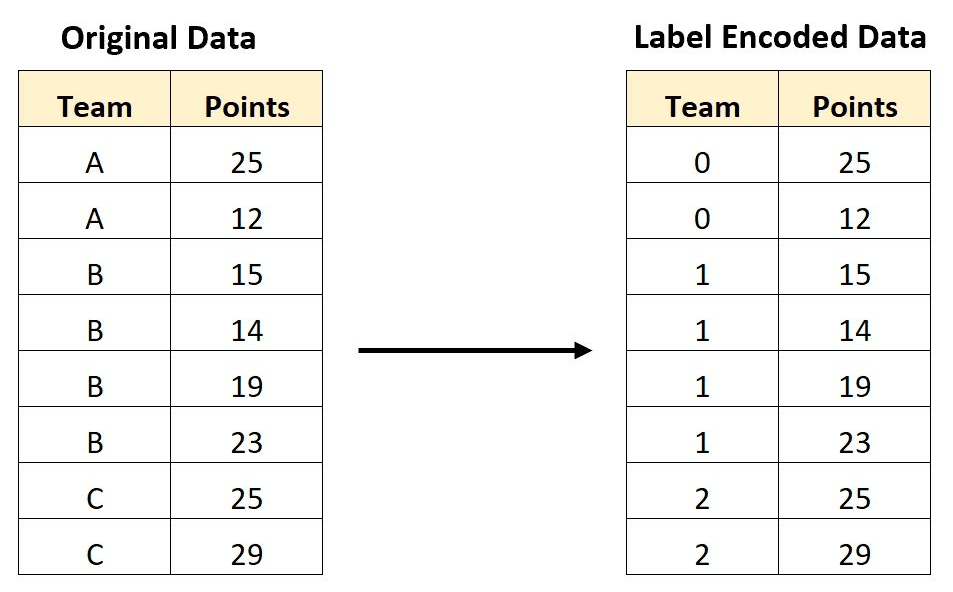 Original Data
Label Encoded Data
Team Points
Team Points
A 25
0 25
A 12
0 12
B 15
1 15
B 14
1 14
B 19
1 19
B 23
1 23
C 25
2 25
C 29
2 29